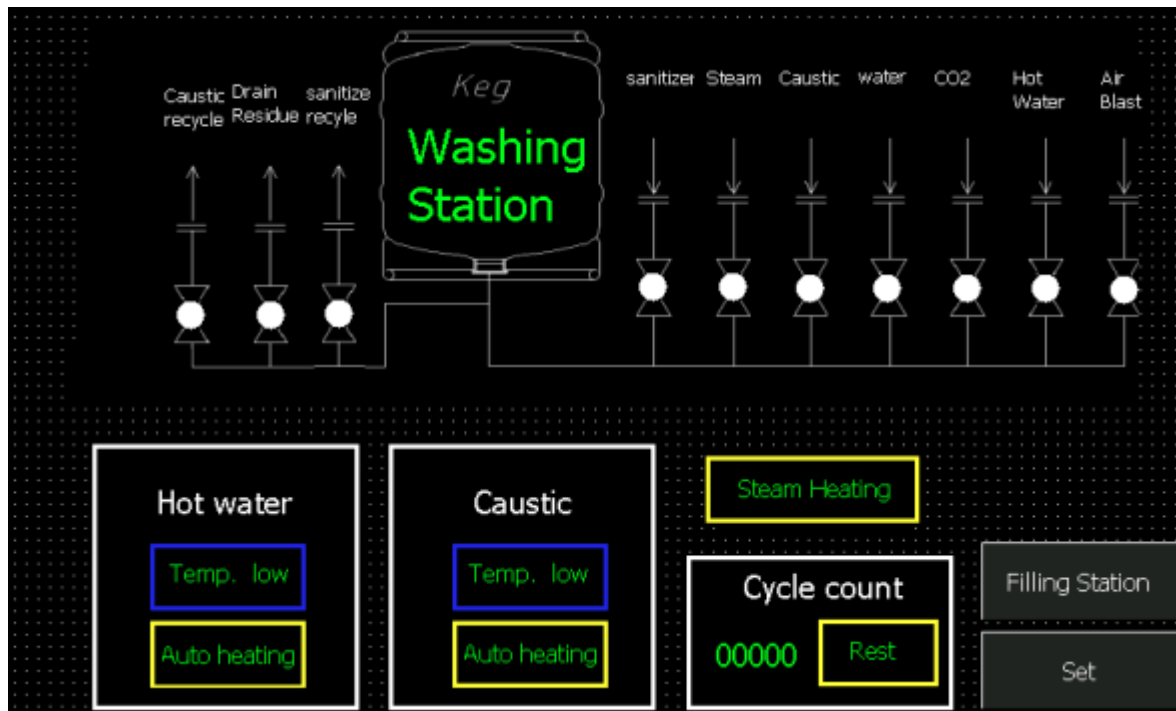 Caustic recycle
Drain Residue
sanitize recyle
Keg
Washing
Station
sanitizer
Steam
Caustic
water
CO2
Hot Water
Air Blast
Hot water
Temp. low
Auto heating
Caustic
Temp. low
Auto heating
Steam Heating
Cycle count
00000
Rest
Filling Station
Set